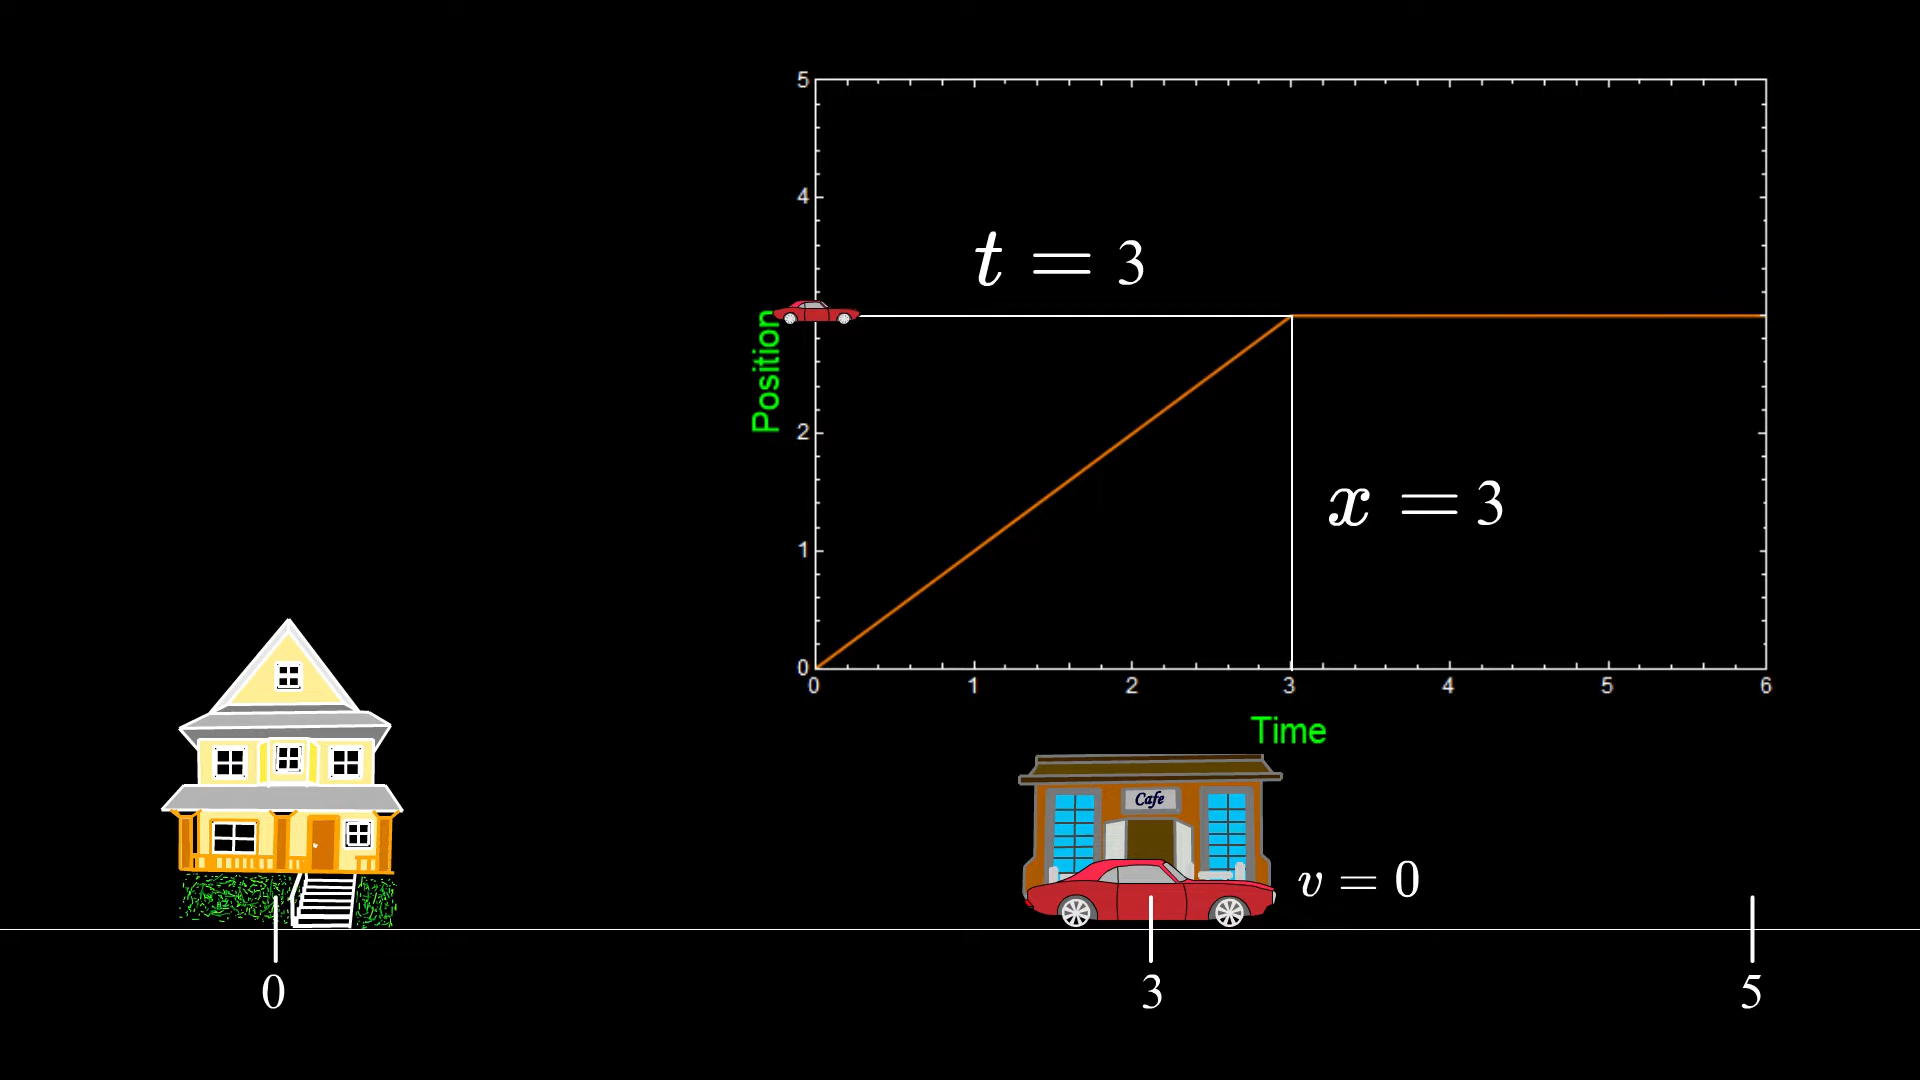 5
4
t = 3
Position
2
x = 3
1
0
0 1 2 3 4 5 6
Time
Cafe
v = 0
0 3 5